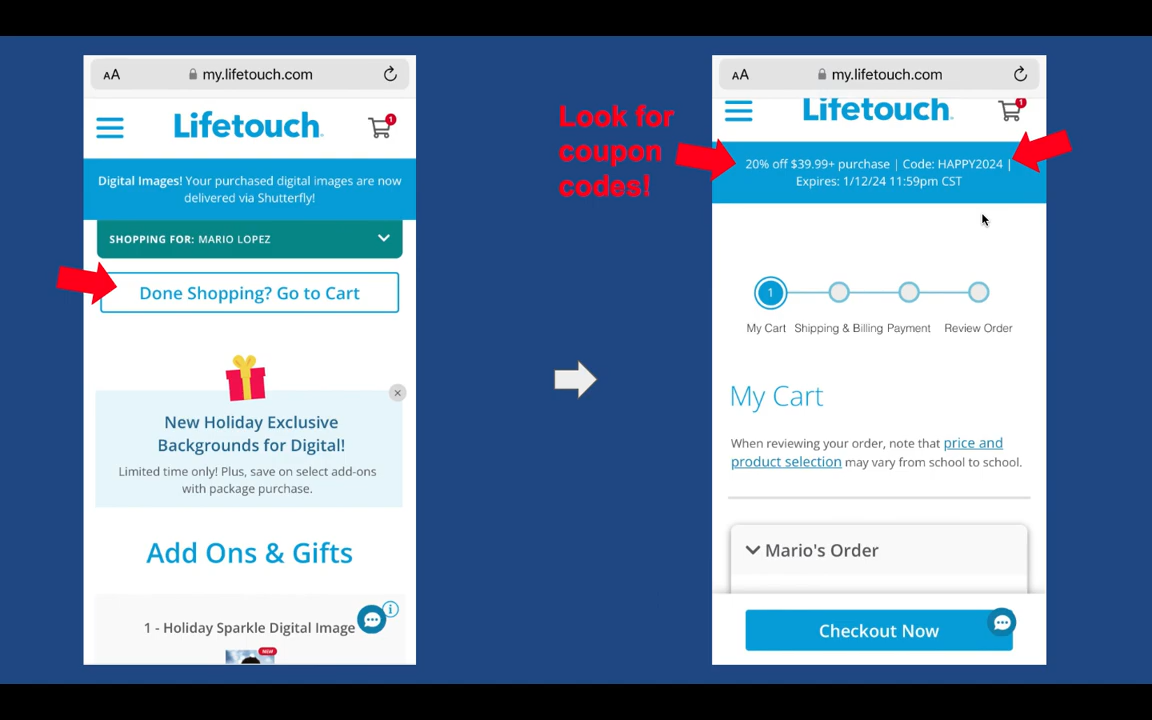 AA my.lifetouch.com
Lifetouch.
1
Digital Images! Your purchased digital images are now
delivered via Shutterfly!
SHOPPING FOR: MARIO LOPEZ
Done Shopping? Go to Cart
New Holiday Exclusive
Backgrounds for Digital!
Limited time only! Plus, save on select add-ons
with package purchase.
Add Ons & Gifts
1 - Holiday Sparkle Digital Image
i
NEW
Look for
coupon
codes!
AA my.lifetouch.com
Lifetouch.
1
20% off $39.99+ purchase | Code: HAPPY2024 |
Expires: 1/12/24 11:59pm CST
1
My Cart Shipping & Billing Payment Review Order
My Cart
When reviewing your order, note that price and
product selection may vary from school to school.
Mario's Order
Checkout Now